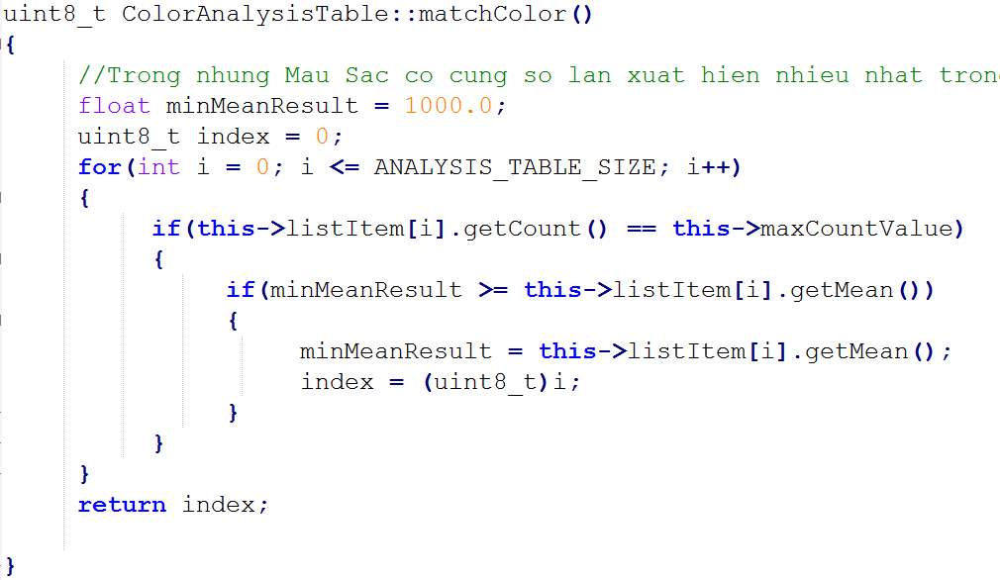 uint8_t ColorAnalysisTable::matchColor()
{
//Trong nhung Mau Sac co cung so lan xuat hien nhieu nhat
float minMeanResult = 1000.0;
uint8_t index = 0;
for(int i = 0; i <= ANALYSIS_TABLE_SIZE; i++)
{
if(this->listItem[i].getCount() == this->maxCountValue)
{
if(minMeanResult >= this->listItem[i].getMean())
{
minMeanResult = this->listItem[i].getMean();
index = (uint8_t)i;
}
}
}
return index;
}